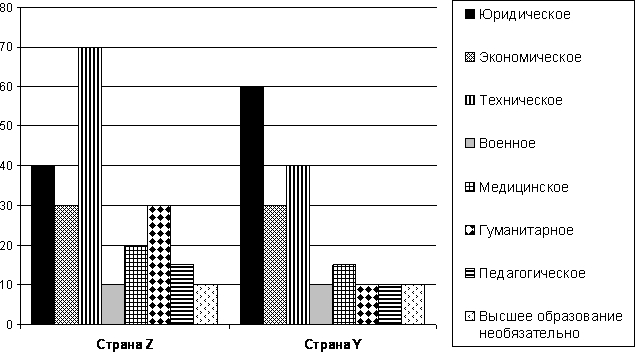 80
70
60
50
40
30
20
10
0
Страна Z
Страна Y
Юридическое
Экономическое
Техническое
Военное
Медицинское
Гуманитарное
Педагогическое
Высшее образование
необязательно